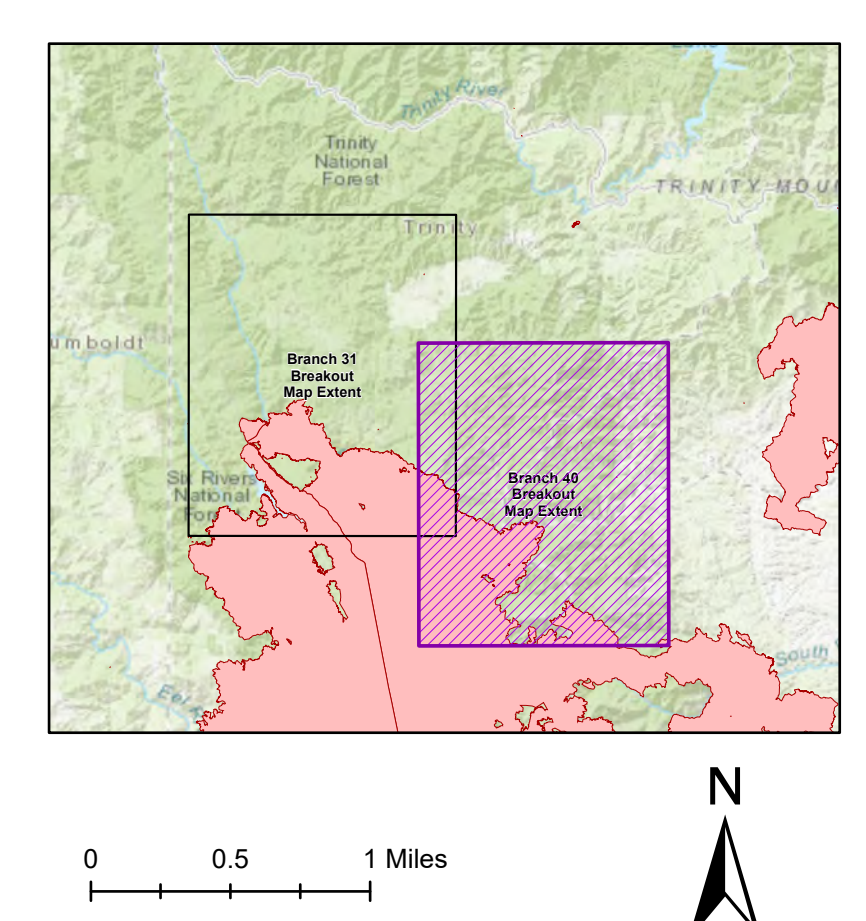 Trinity River
Trinity
National
Forest
TRINITY MOU
Trinity
umboldt
Branch 31
Breakout
Map Extent
Six Rivers
National
Branch 40
Breakout
Map Extent
South
Eel
N
0 0.5 1 Miles